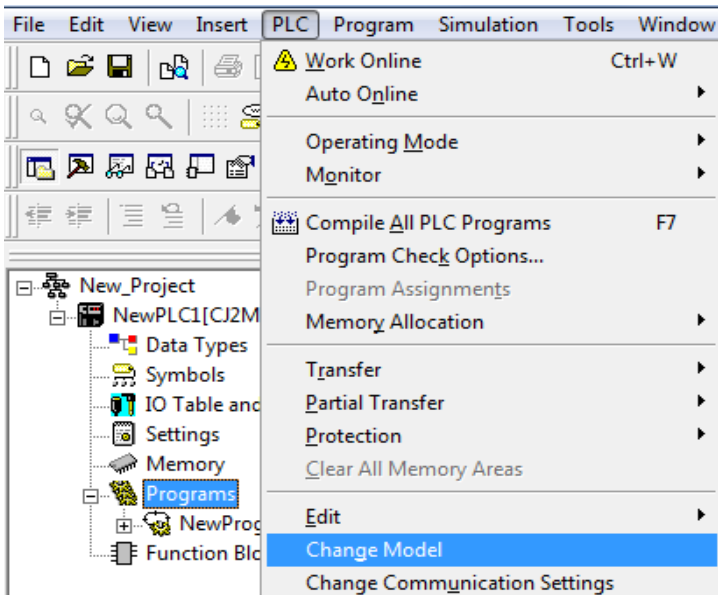 File Edit View Insert PLC Program Simulation Tools Window
Work Online Ctrl+W
Auto Online
Operating Mode
Monitor
Compile All PLC Programs F7
Program Check Options...
Program Assignments
Memory Allocation
Transfer
Partial Transfer
Protection
Clear All Memory Areas
Edit
Change Model
Change Communication Settings
New_Project
NewPLC1[CJ2M
Data Types
Symbols
IO Table and
Settings
Memory
Programs
NewProg
Function Blo